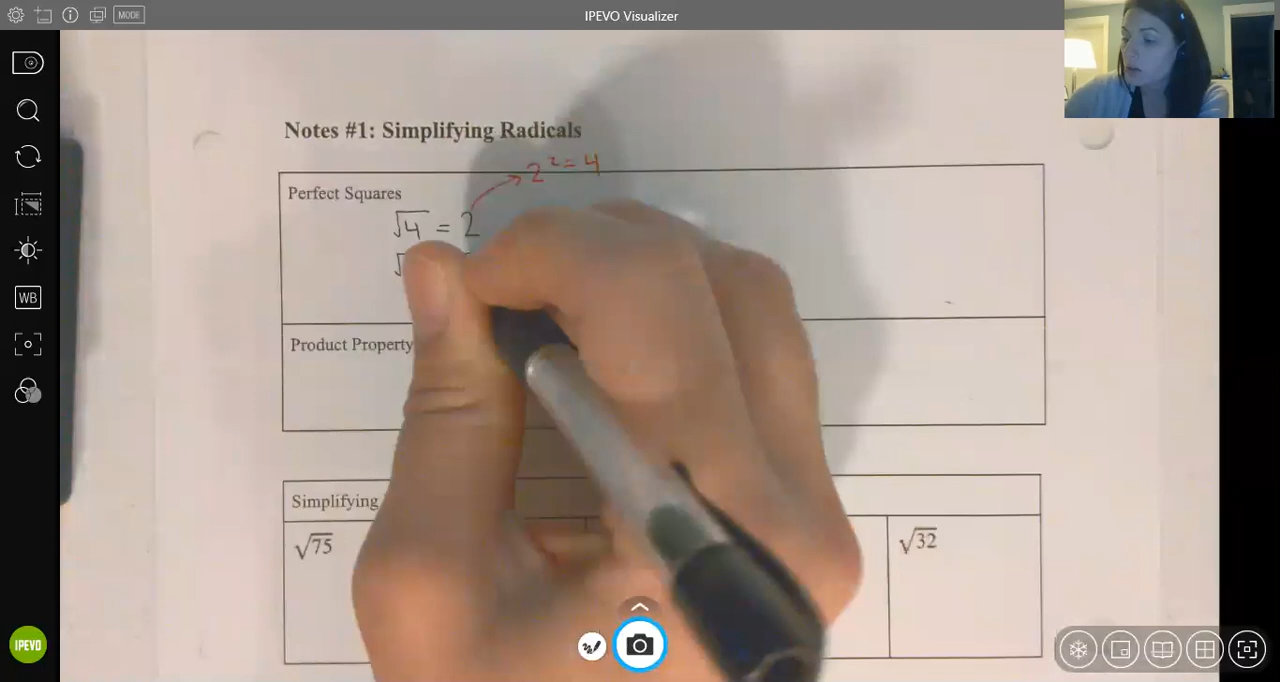 MODE
IPEVO Visualizer
Notes #1: Simplifying Radicals
2² = 4
Perfect Squares
√4 = 2
WB
Product Property
Simplifying
√75
√32
IPEVO